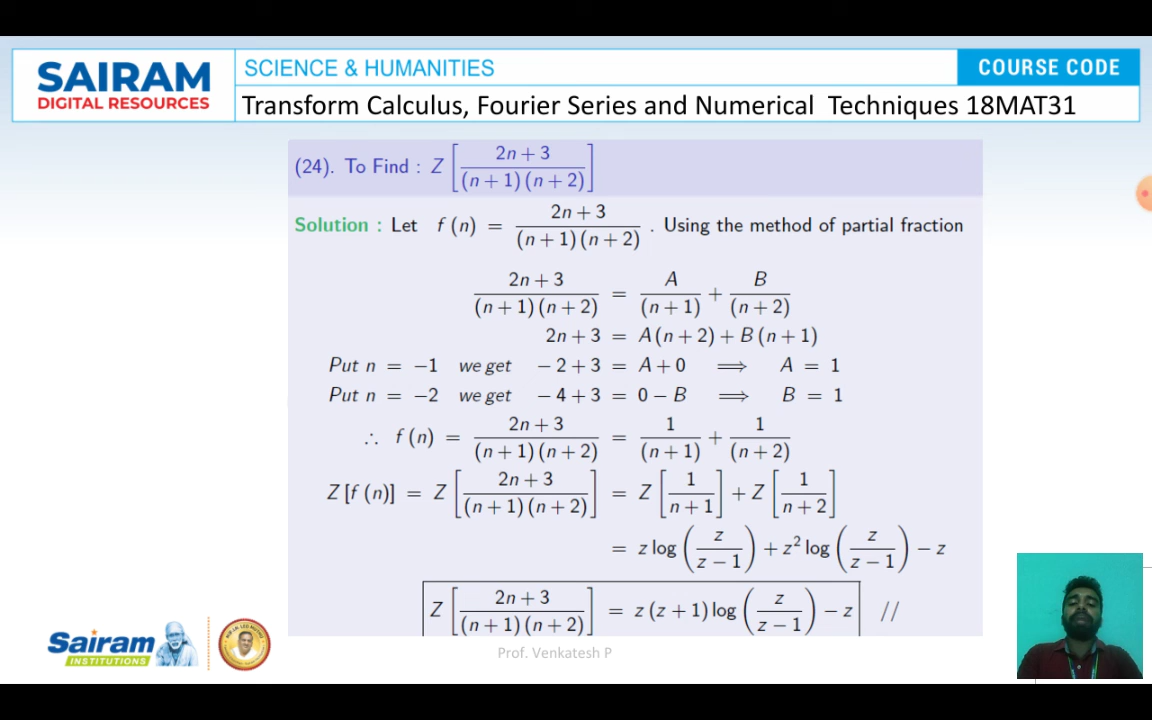 SAIRAM
DIGITAL RESOURCES
SCIENCE & HUMANITIES
COURSE CODE
Transform Calculus, Fourier Series and Numerical Techniques 18MAT31
(24). To Find : Z [ (2n + 3) / ((n + 1)(n + 2)) ]
Solution : Let f(n) = (2n + 3) / ((n + 1)(n + 2)) . Using the method of partial fraction
(2n + 3) / ((n + 1)(n + 2)) = A / (n + 1) + B / (n + 2)
2n + 3 = A(n + 2) + B(n + 1)
Put n = −1 we get − 2 + 3 = A + 0 ⟹ A = 1
Put n = −2 we get − 4 + 3 = 0 − B ⟹ B = 1
∴ f(n) = (2n + 3) / ((n + 1)(n + 2)) = 1 / (n + 1) + 1 / (n + 2)
Z[f(n)] = Z [ (2n + 3) / ((n + 1)(n + 2)) ] = Z [ 1 / (n + 1) ] + Z [ 1 / (n + 2) ]
= z log ( z / (z − 1) ) + z² log ( z / (z − 1) ) − z
Z [ (2n + 3) / ((n + 1)(n + 2)) ] = z(z + 1) log ( z / (z − 1) ) − z //
Sairam
INSTITUTIONS
Prof. Venkatesh P